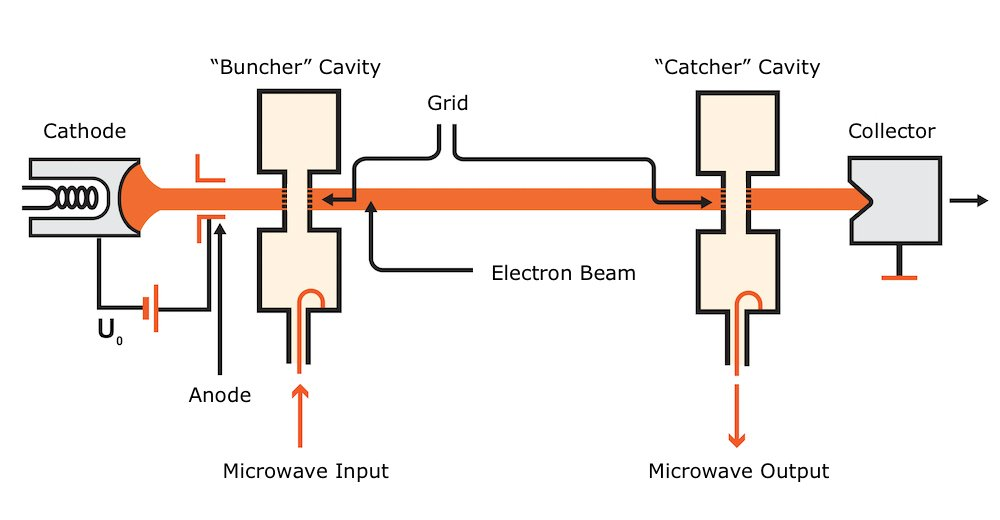 “Buncher” Cavity
“Catcher” Cavity
Grid
Cathode
Collector
Electron Beam
U₀
Anode
Microwave Input
Microwave Output